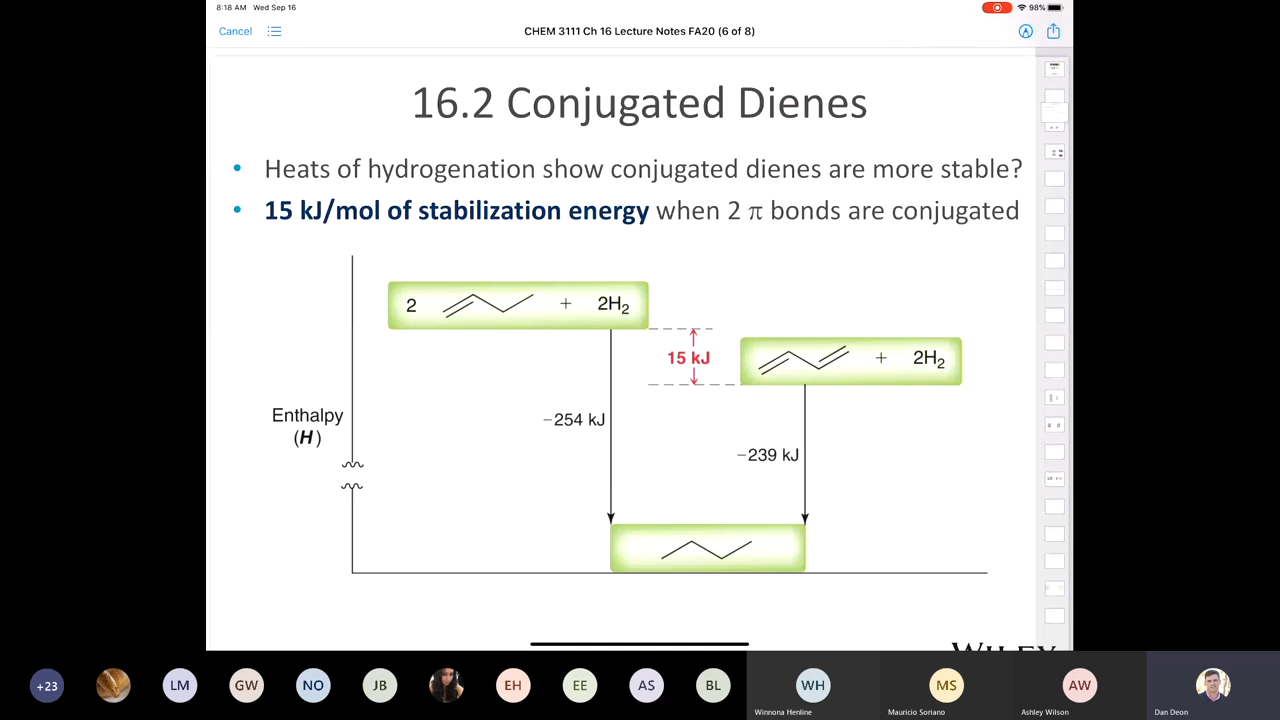 8:18 AM Wed Sep 16
98%
Cancel
CHEM 3111 Ch 16 Lecture Notes FA20 (6 of 8)
16.2 Conjugated Dienes
• Heats of hydrogenation show conjugated dienes are more stable?
• 15 kJ/mol of stabilization energy when 2 π bonds are conjugated
2 + 2H₂
15 kJ
+ 2H₂
Enthalpy
(H)
−254 kJ
−239 kJ
+23
LM
GW
NO
JB
EH
EE
AS
BL
WH
Winnona Henline
MS
Mauricio Soriano
AW
Ashley Wilson
Dan Deon